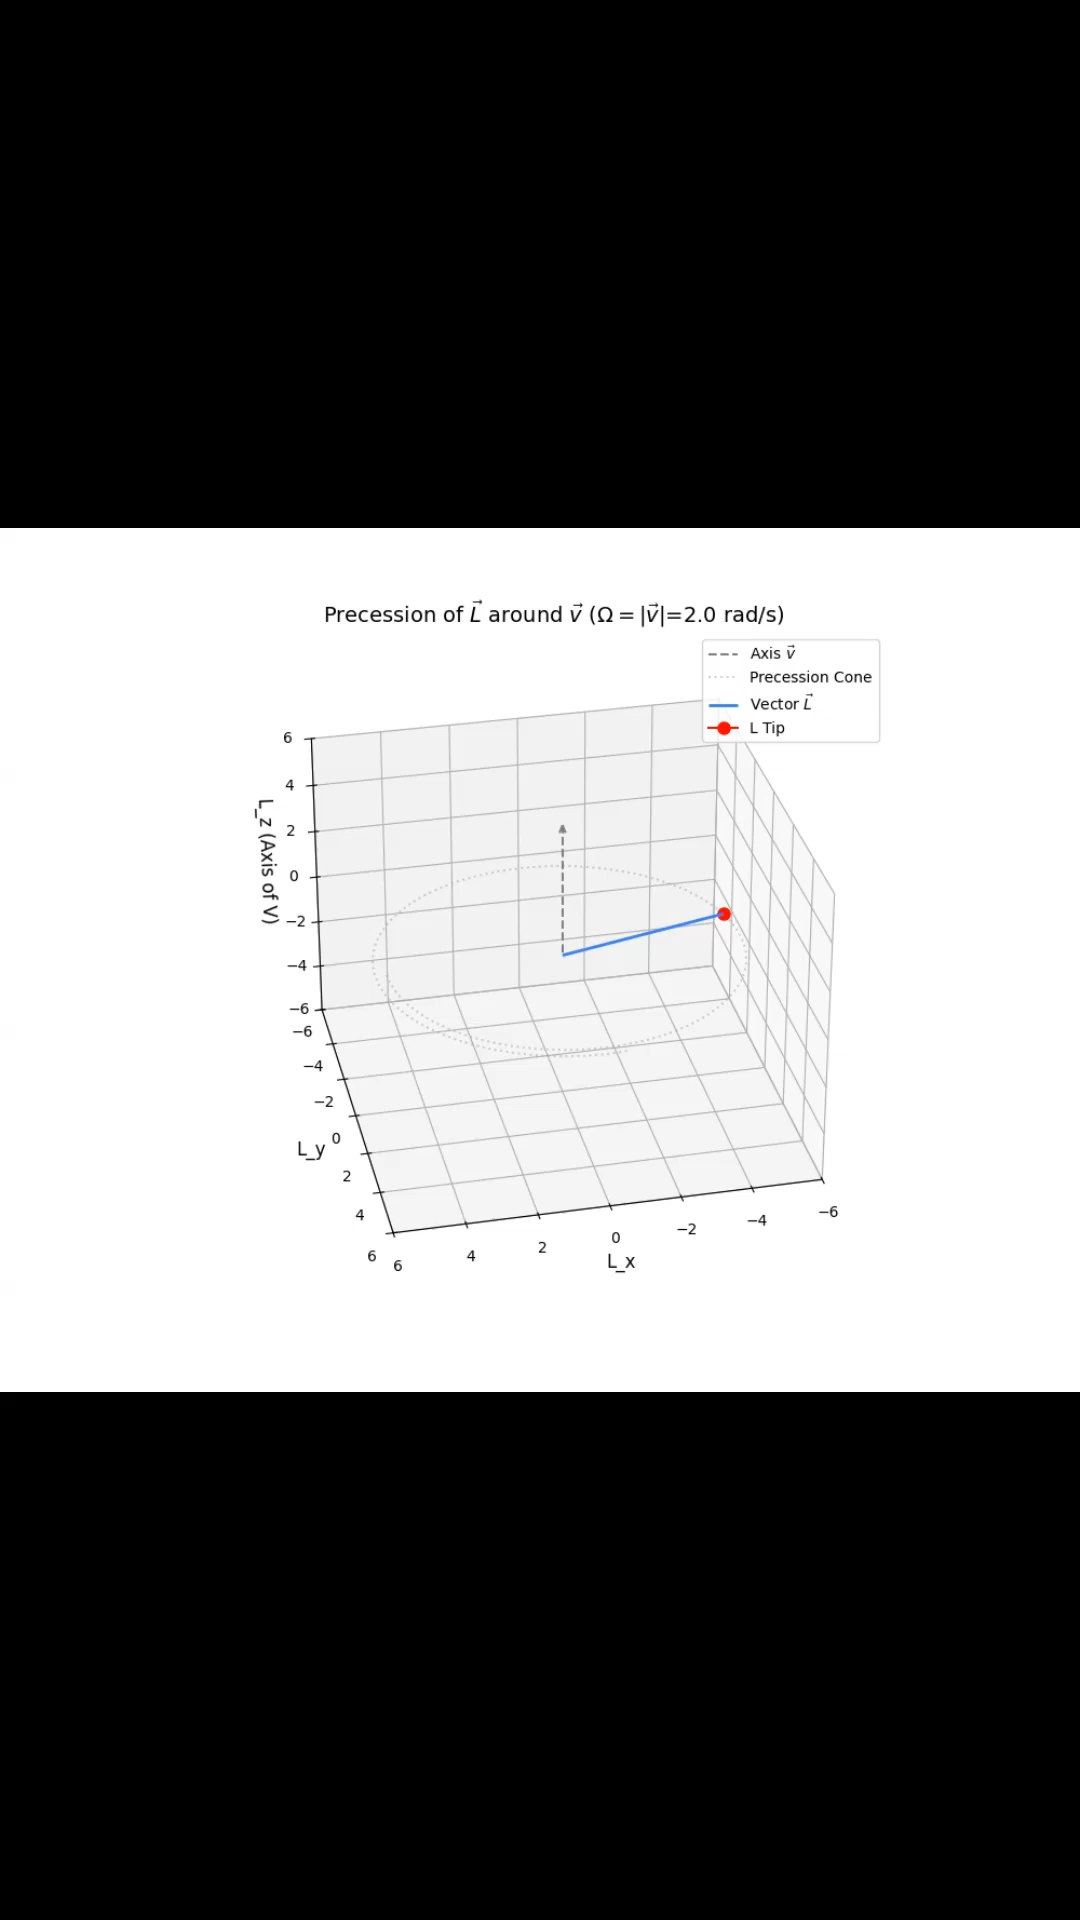 Precession of L⃗ around v⃗ (Ω = |v⃗|=2.0 rad/s)
Axis v⃗
Precession Cone
Vector L⃗
L Tip
6
4
2
0
−2
−4
−6
L_z (Axis of V)
−6
−4
−2
0
2
4
6
L_y
6
4
2
0
−2
−4
−6
L_x